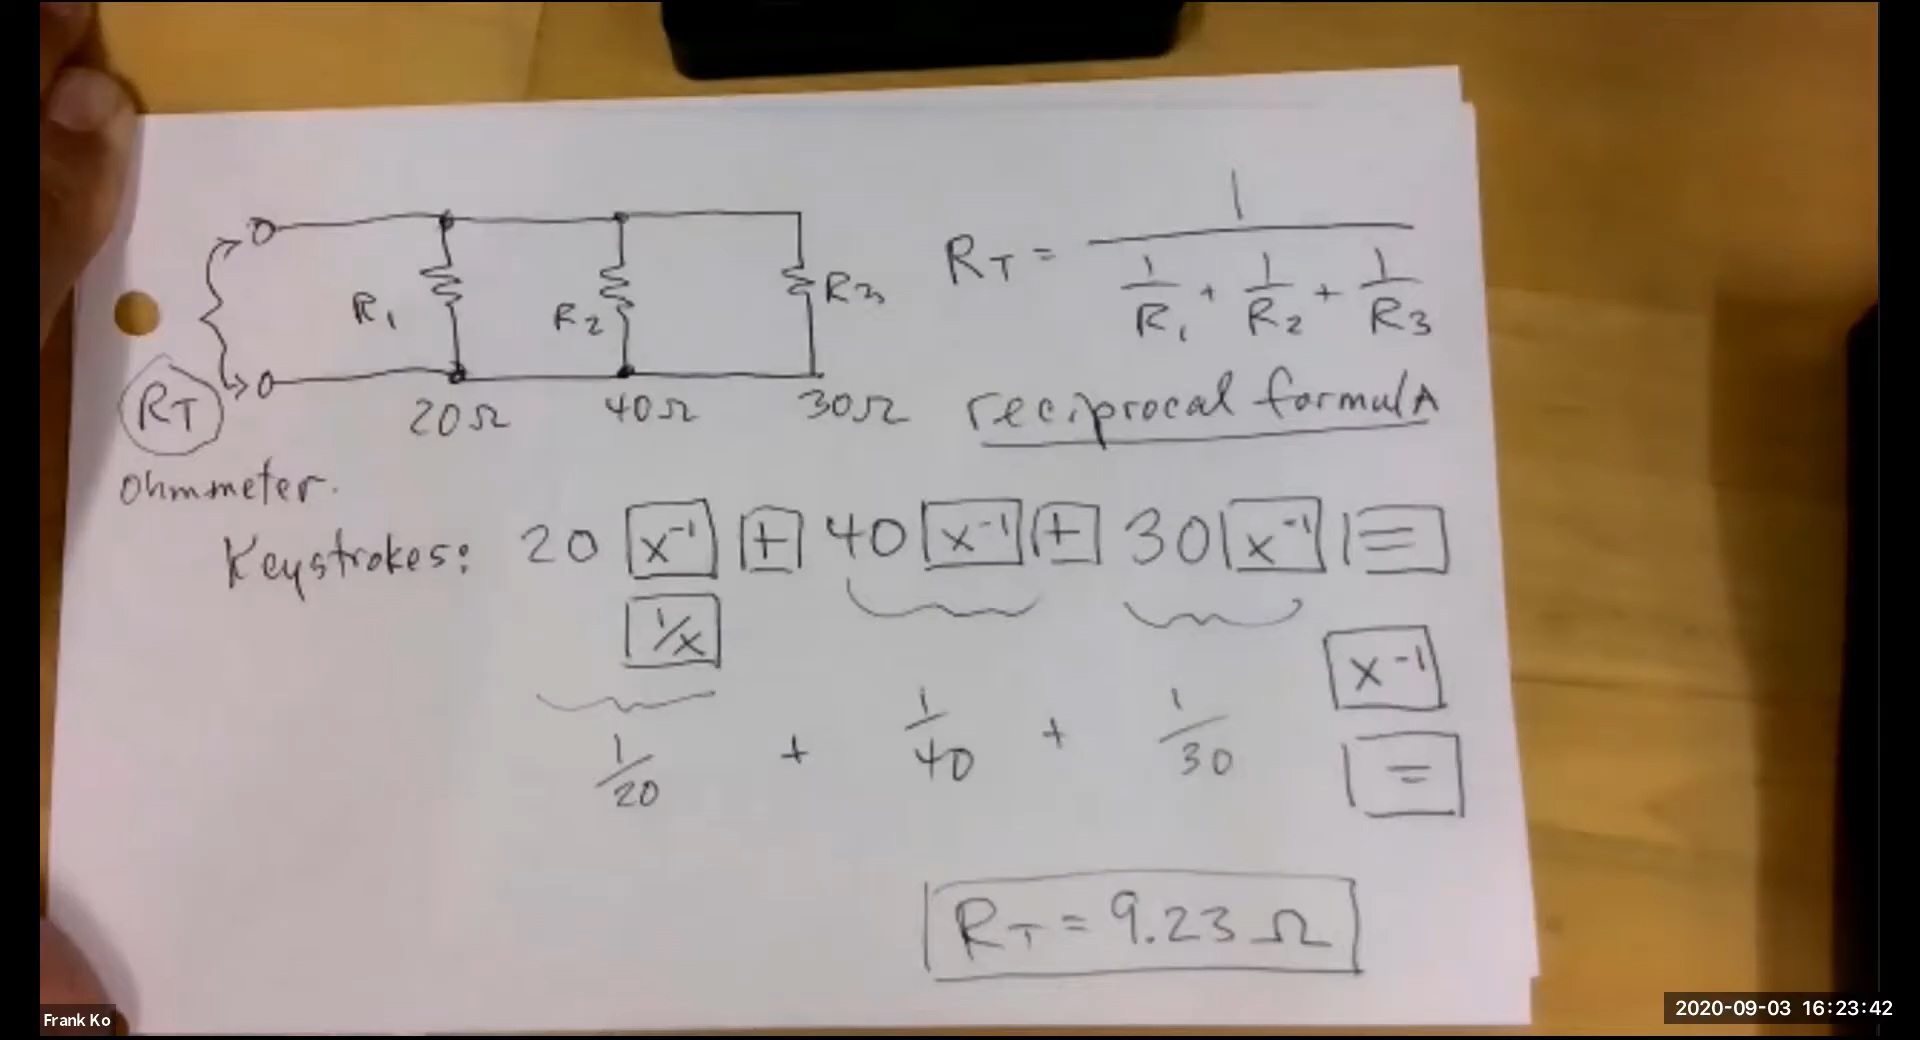 R1
R2
R3
RT
20Ω 40Ω 30Ω
ohmmeter.
RT = 1 / (1/R1 + 1/R2 + 1/R3)
reciprocal formulA
Keystrokes: 20 x⁻¹ + 40 x⁻¹ + 30 x⁻¹ =
1/x
x⁻¹
1/20 + 1/40 + 1/30
=
RT = 9.23 Ω
Frank Ko
2020-09-03 16:23:42